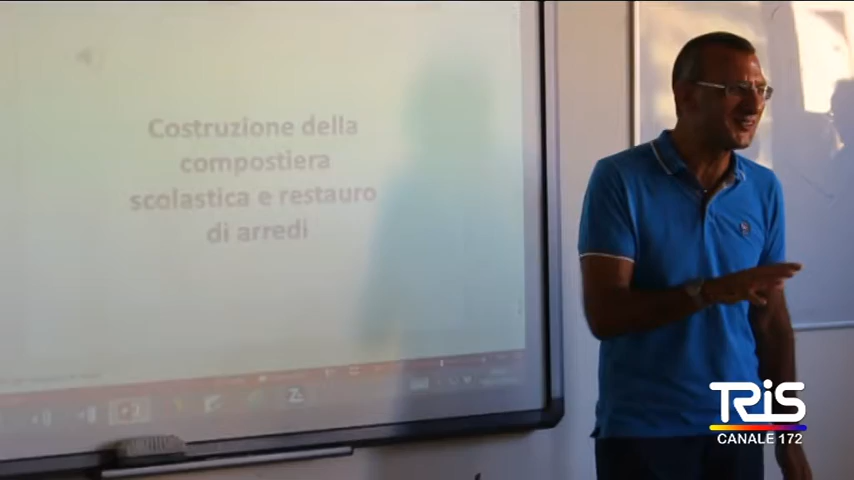 Costruzione della
compostiera
scolastica e restauro
di arredi
TRiS
CANALE 172